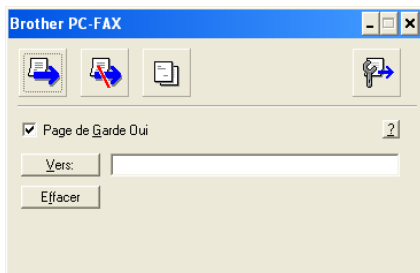 Brother PC-FAX
Page de Garde Oui
?
Vers:
Effacer